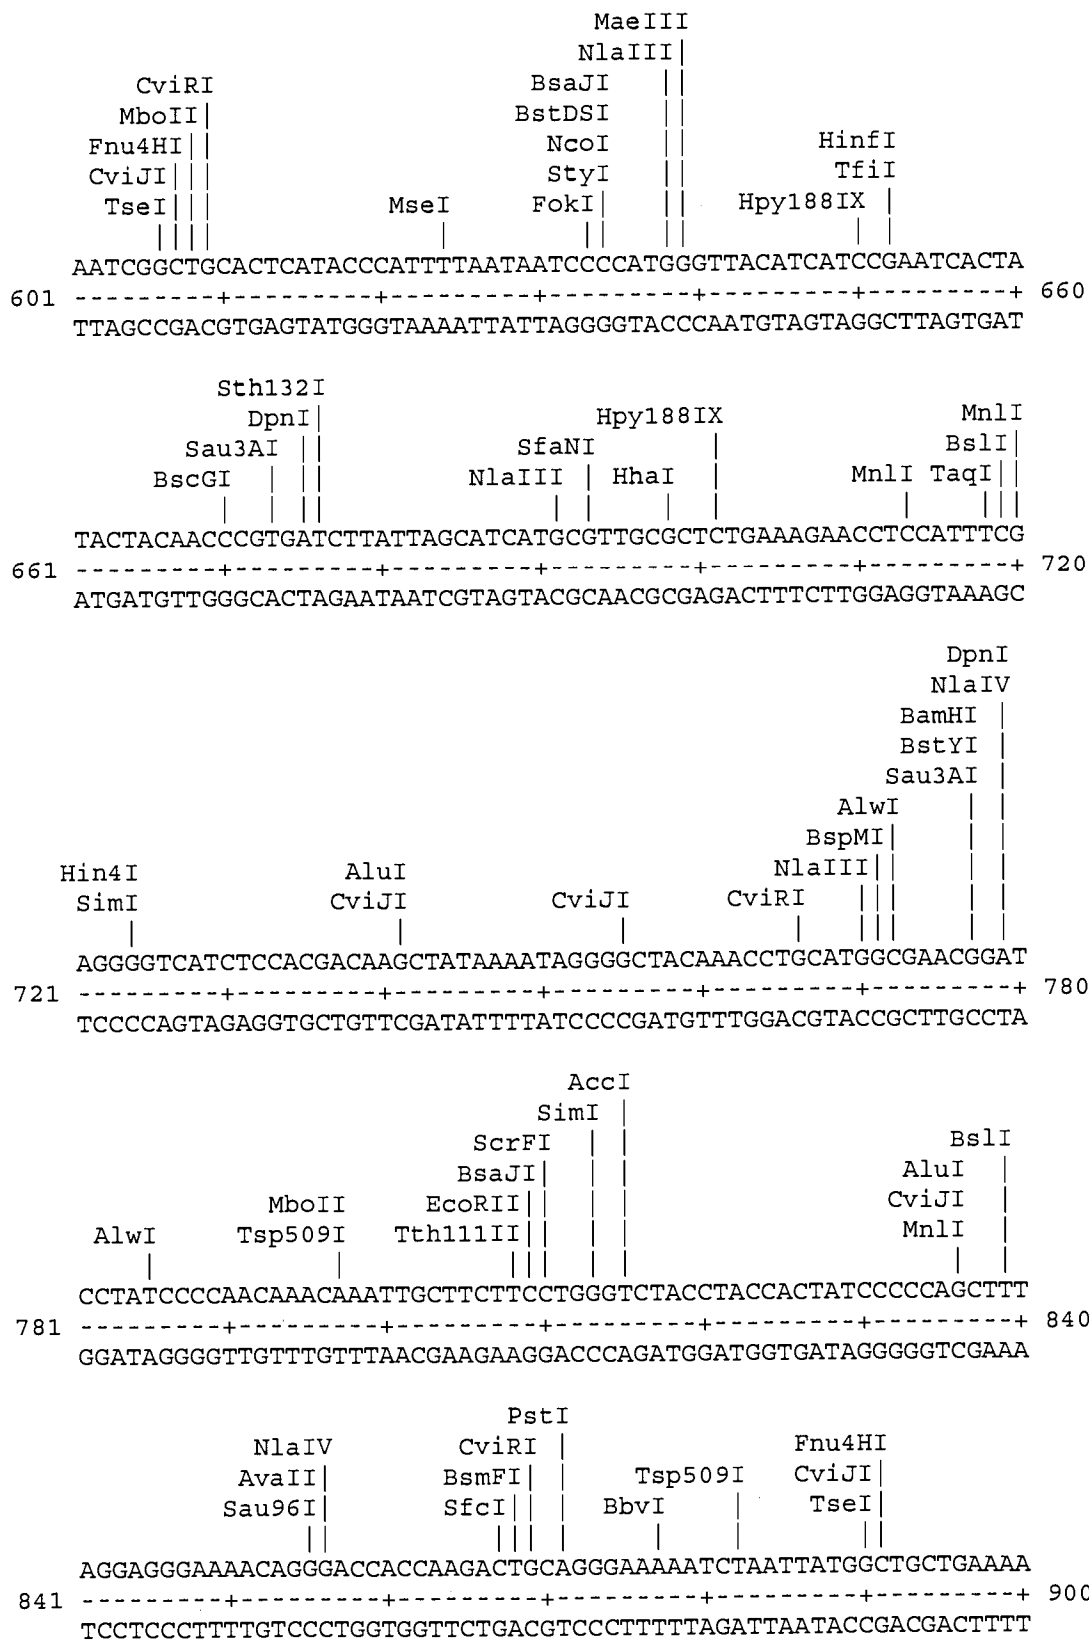 MaeIII
NlaIII|
CviRI BsaJI ||
MboII| BstDSI ||
Fnu4HI|| NcoI || HinfI
CviJI||| StyI || TfiI
TseI|||| MseI FokI| || Hpy188IX |
AATCGGCTGCACTCATACCCATTTTAATAATCCCCATGGGTTACATCATCCGAATCACTA
601 ---------+---------+---------+---------+---------+---------+ 660
TTAGCCGACGTGAGTATGGGTAAAATTATTAGGGGTACCCAATGTAGTAGGCTTAGTGAT
Sth132I
DpnI| Hpy188IX MnlI
Sau3AI || SfaNI | BslI|
BscGI | || NlaIII | HhaI | MnlI TaqI||
TACTACAACCCGTGATCTTATTAGCATCATGCGTTGCGCTCTGAAAGAACCTCCATTTCG
661 ---------+---------+---------+---------+---------+---------+ 720
ATGATGTTGGGCACTAGAATAATCGTAGTACGCAACGCGAGACTTTCTTGGAGGTAAAGC
DpnI
NlaIV
BamHI |
BstYI |
Sau3AI |
AlwI | |
BspMI| | |
Hin4I AluI NlaIII|| | |
SimI CviJI CviJI CviRI ||| | |
AGGGGTCATCTCCACGACAAGCTATAAAATAGGGGCTACAAACCTGCATGGCGAACGGAT
721 ---------+---------+---------+---------+---------+---------+ 780
TCCCCAGTAGAGGTGCTGTTCGATATTTTATCCCCGATGTTTGGACGTACCGCTTGCCTA
AccI
SimI |
ScrFI | | BslI
BsaJI| | | AluI |
MboII EcoRII|| | | CviJI |
AlwI Tsp509I Tth111II||| | | MnlI |
CCTATCCCCAACAAACAAATTGCTTCTTCCTGGGTCTACCTACCACTATCCCCCAGCTTT
781 ---------+---------+---------+---------+---------+---------+ 840
GGATAGGGGTTGTTTGTTTAACGAAGAAGGACCCAGATGGATGGTGATAGGGGGTCGAAA
PstI
NlaIV CviRI | Fnu4HI
AvaII| BsmFI| | Tsp509I CviJI|
Sau96I| SfcI|| | BbvI | TseI|
AGGAGGGAAAACAGGGACCACCAAGACTGCAGGGAAAAATCTAATTATGGCTGCTGAAAA
841 ---------+---------+---------+---------+---------+---------+ 900
TCCTCCCTTTTGTCCCTGGTGGTTCTGACGTCCCTTTTTAGATTAATACCGACGACTTTT